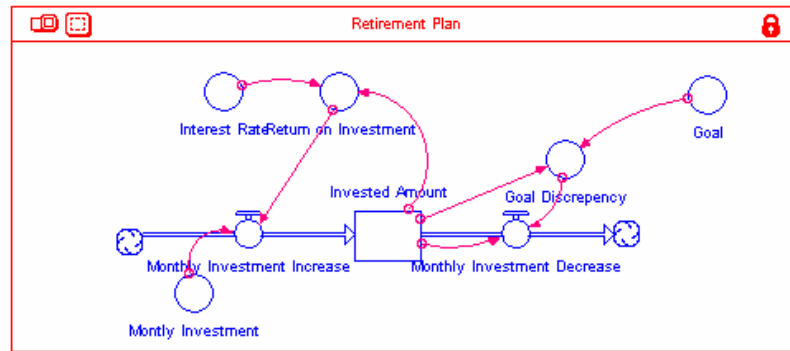 Retirement Plan
Interest Rate
Return on Investment
Goal
Invested Amount
Goal Discrepency
Monthly Investment Increase
Monthly Investment Decrease
Montly Investment